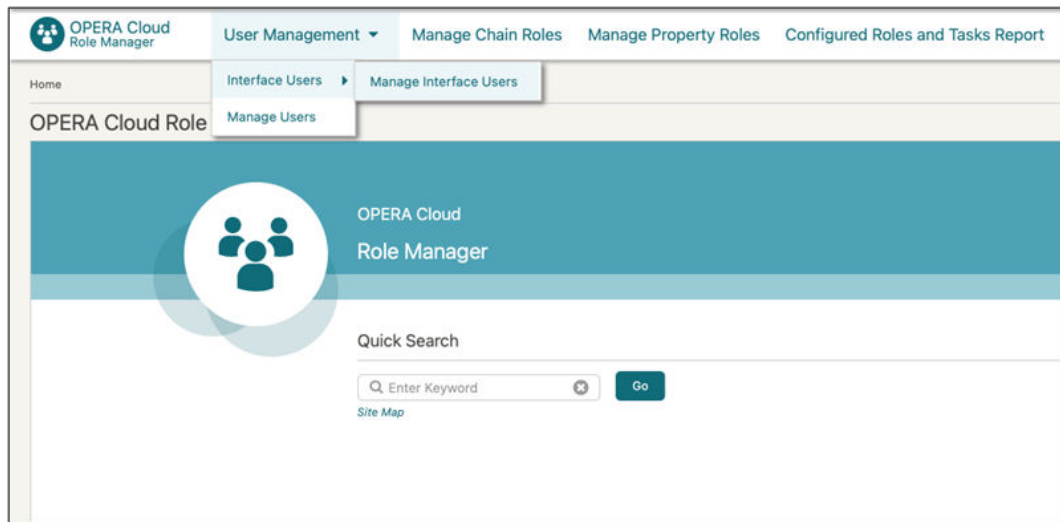 OPERA Cloud
Role Manager
User Management
Manage Chain Roles
Manage Property Roles
Configured Roles and Tasks Report
Home
Interface Users
Manage Interface Users
Manage Users
OPERA Cloud Role
OPERA Cloud
Role Manager
Quick Search
Enter Keyword
Go
Site Map